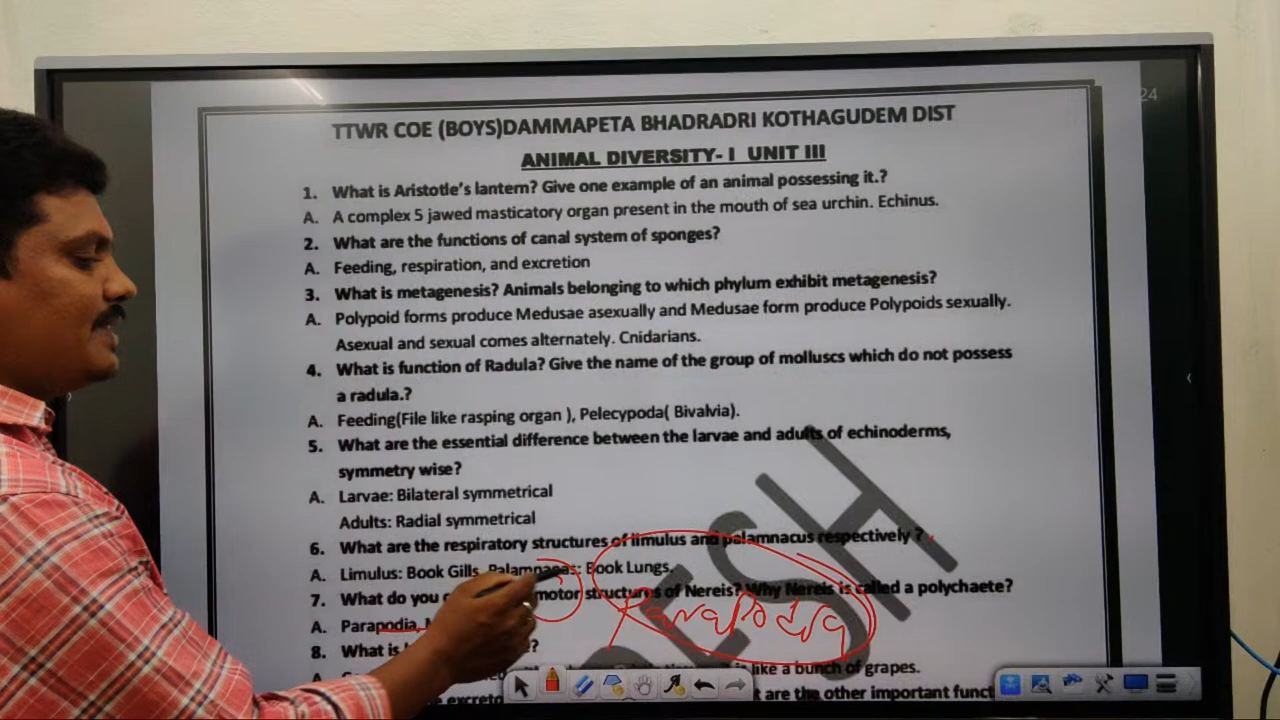 24
TTWR COE (BOYS)DAMMAPETA BHADRADRI KOTHAGUDEM DIST
ANIMAL DIVERSITY- I UNIT III
1. What is Aristotle's lantern? Give one example of an animal possessing it.?
A. A complex 5 jawed masticatory organ present in the mouth of sea urchin. Echinus.
2. What are the functions of canal system of sponges?
A. Feeding, respiration, and excretion
3. What is metagenesis? Animals belonging to which phylum exhibit metagenesis?
A. Polypoid forms produce Medusae asexually and Medusae form produce Polypoids sexually.
Asexual and sexual comes alternately. Cnidarians.
4. What is function of Radula? Give the name of the group of molluscs which do not possess
a radula.?
A. Feeding(File like rasping organ ), Pelecypoda( Bivalvia).
5. What are the essential difference between the larvae and adults of echinoderms,
symmetry wise?
A. Larvae: Bilateral symmetrical
Adults: Radial symmetrical
6. What are the respiratory structures of limulus and palamnacus respectively ?
A. Limulus: Book Gills, Palamnaeas: Book Lungs.
7. What do you motor structures of Nereis? Why Nereis is called a polychaete?
A. Parapodia,
Parapodia
8. What is ?
A. like a bunch of grapes.
excreto t are the other important funct
ESH